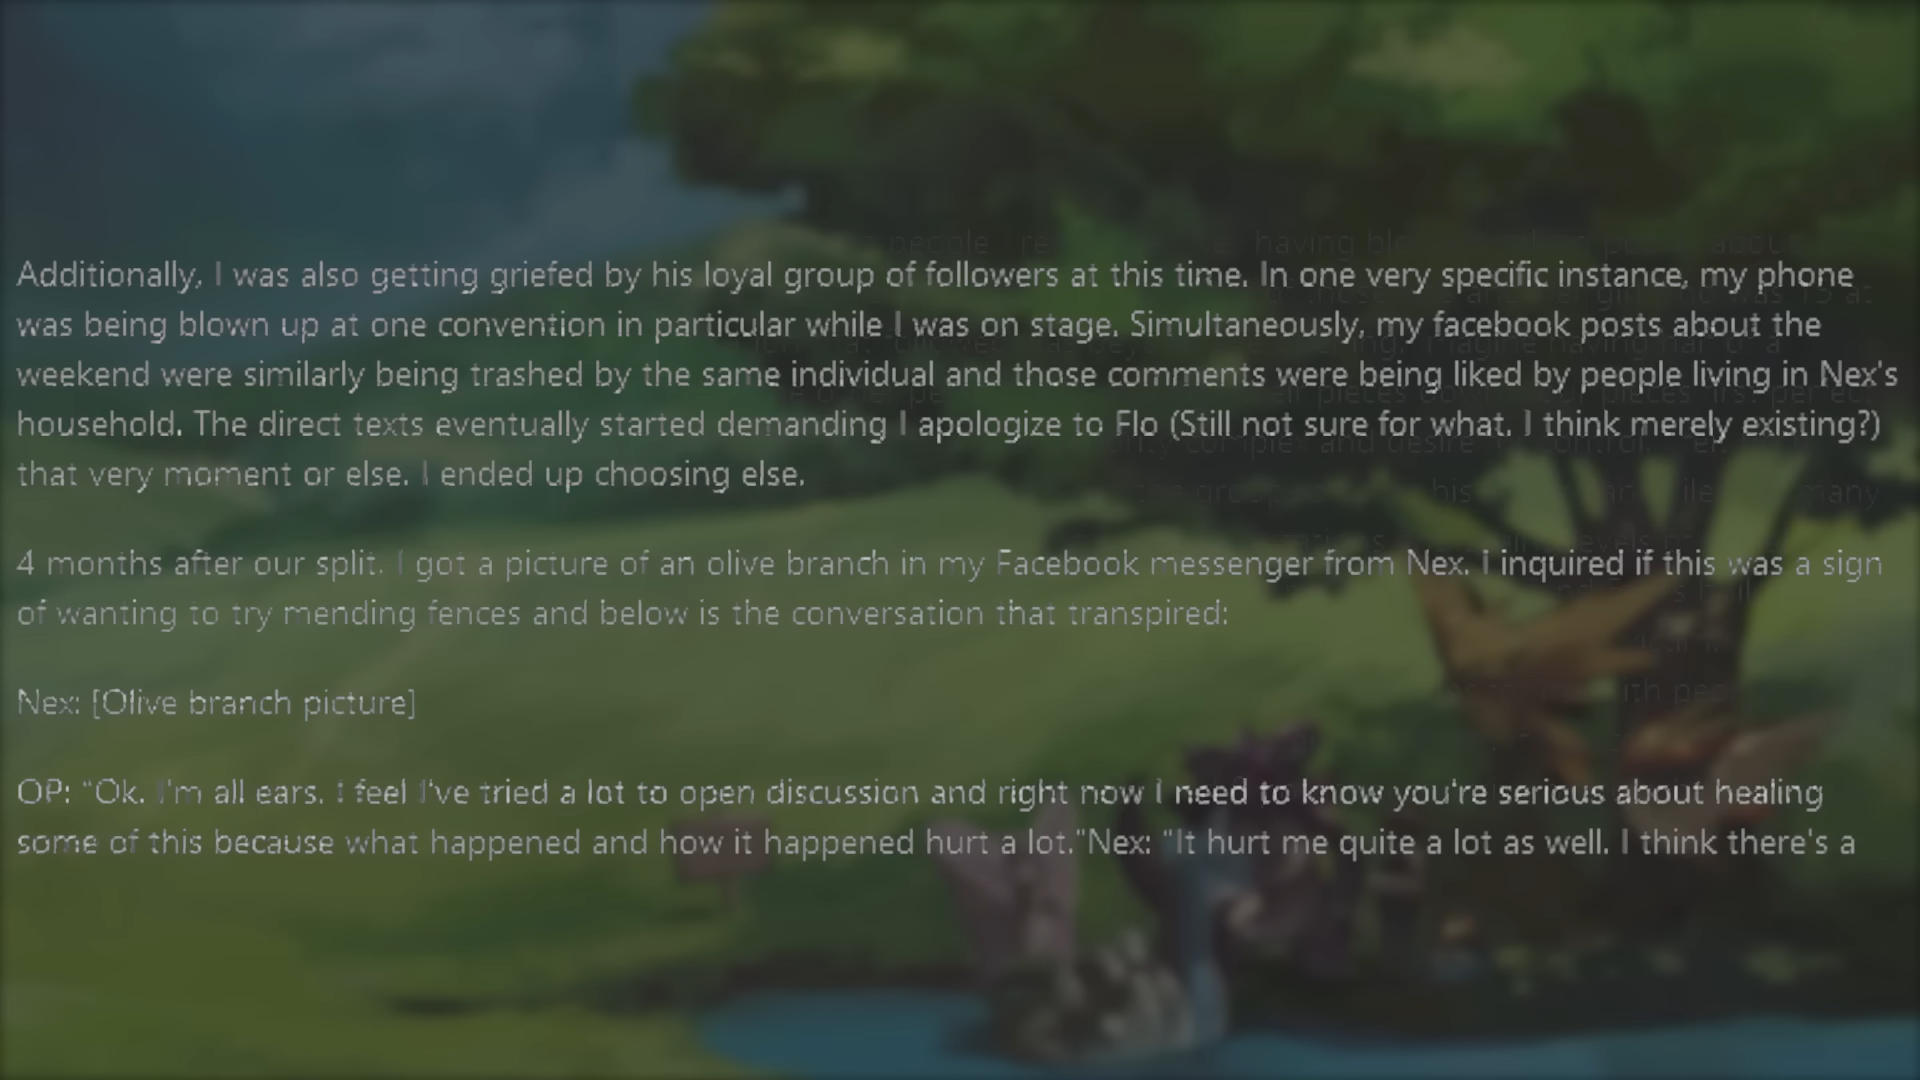 Additionally, I was also getting griefed by his loyal group of followers at this time. In one very specific instance, my phone
was being blown up at one convention in particular while I was on stage. Simultaneously, my facebook posts about the
weekend were similarly being trashed by the same individual and those comments were being liked by people living in Nex's
household. The direct texts eventually started demanding I apologize to Flo (Still not sure for what. I think merely existing?)
that very moment or else. I ended up choosing else.
4 months after our split. I got a picture of an olive branch in my Facebook messenger from Nex. I inquired if this was a sign
of wanting to try mending fences and below is the conversation that transpired:
Nex: [Olive branch picture]
OP: "Ok. I'm all ears. I feel I've tried a lot to open discussion and right now I need to know you're serious about healing
some of this because what happened and how it happened hurt a lot."Nex: "It hurt me quite a lot as well. I think there's a